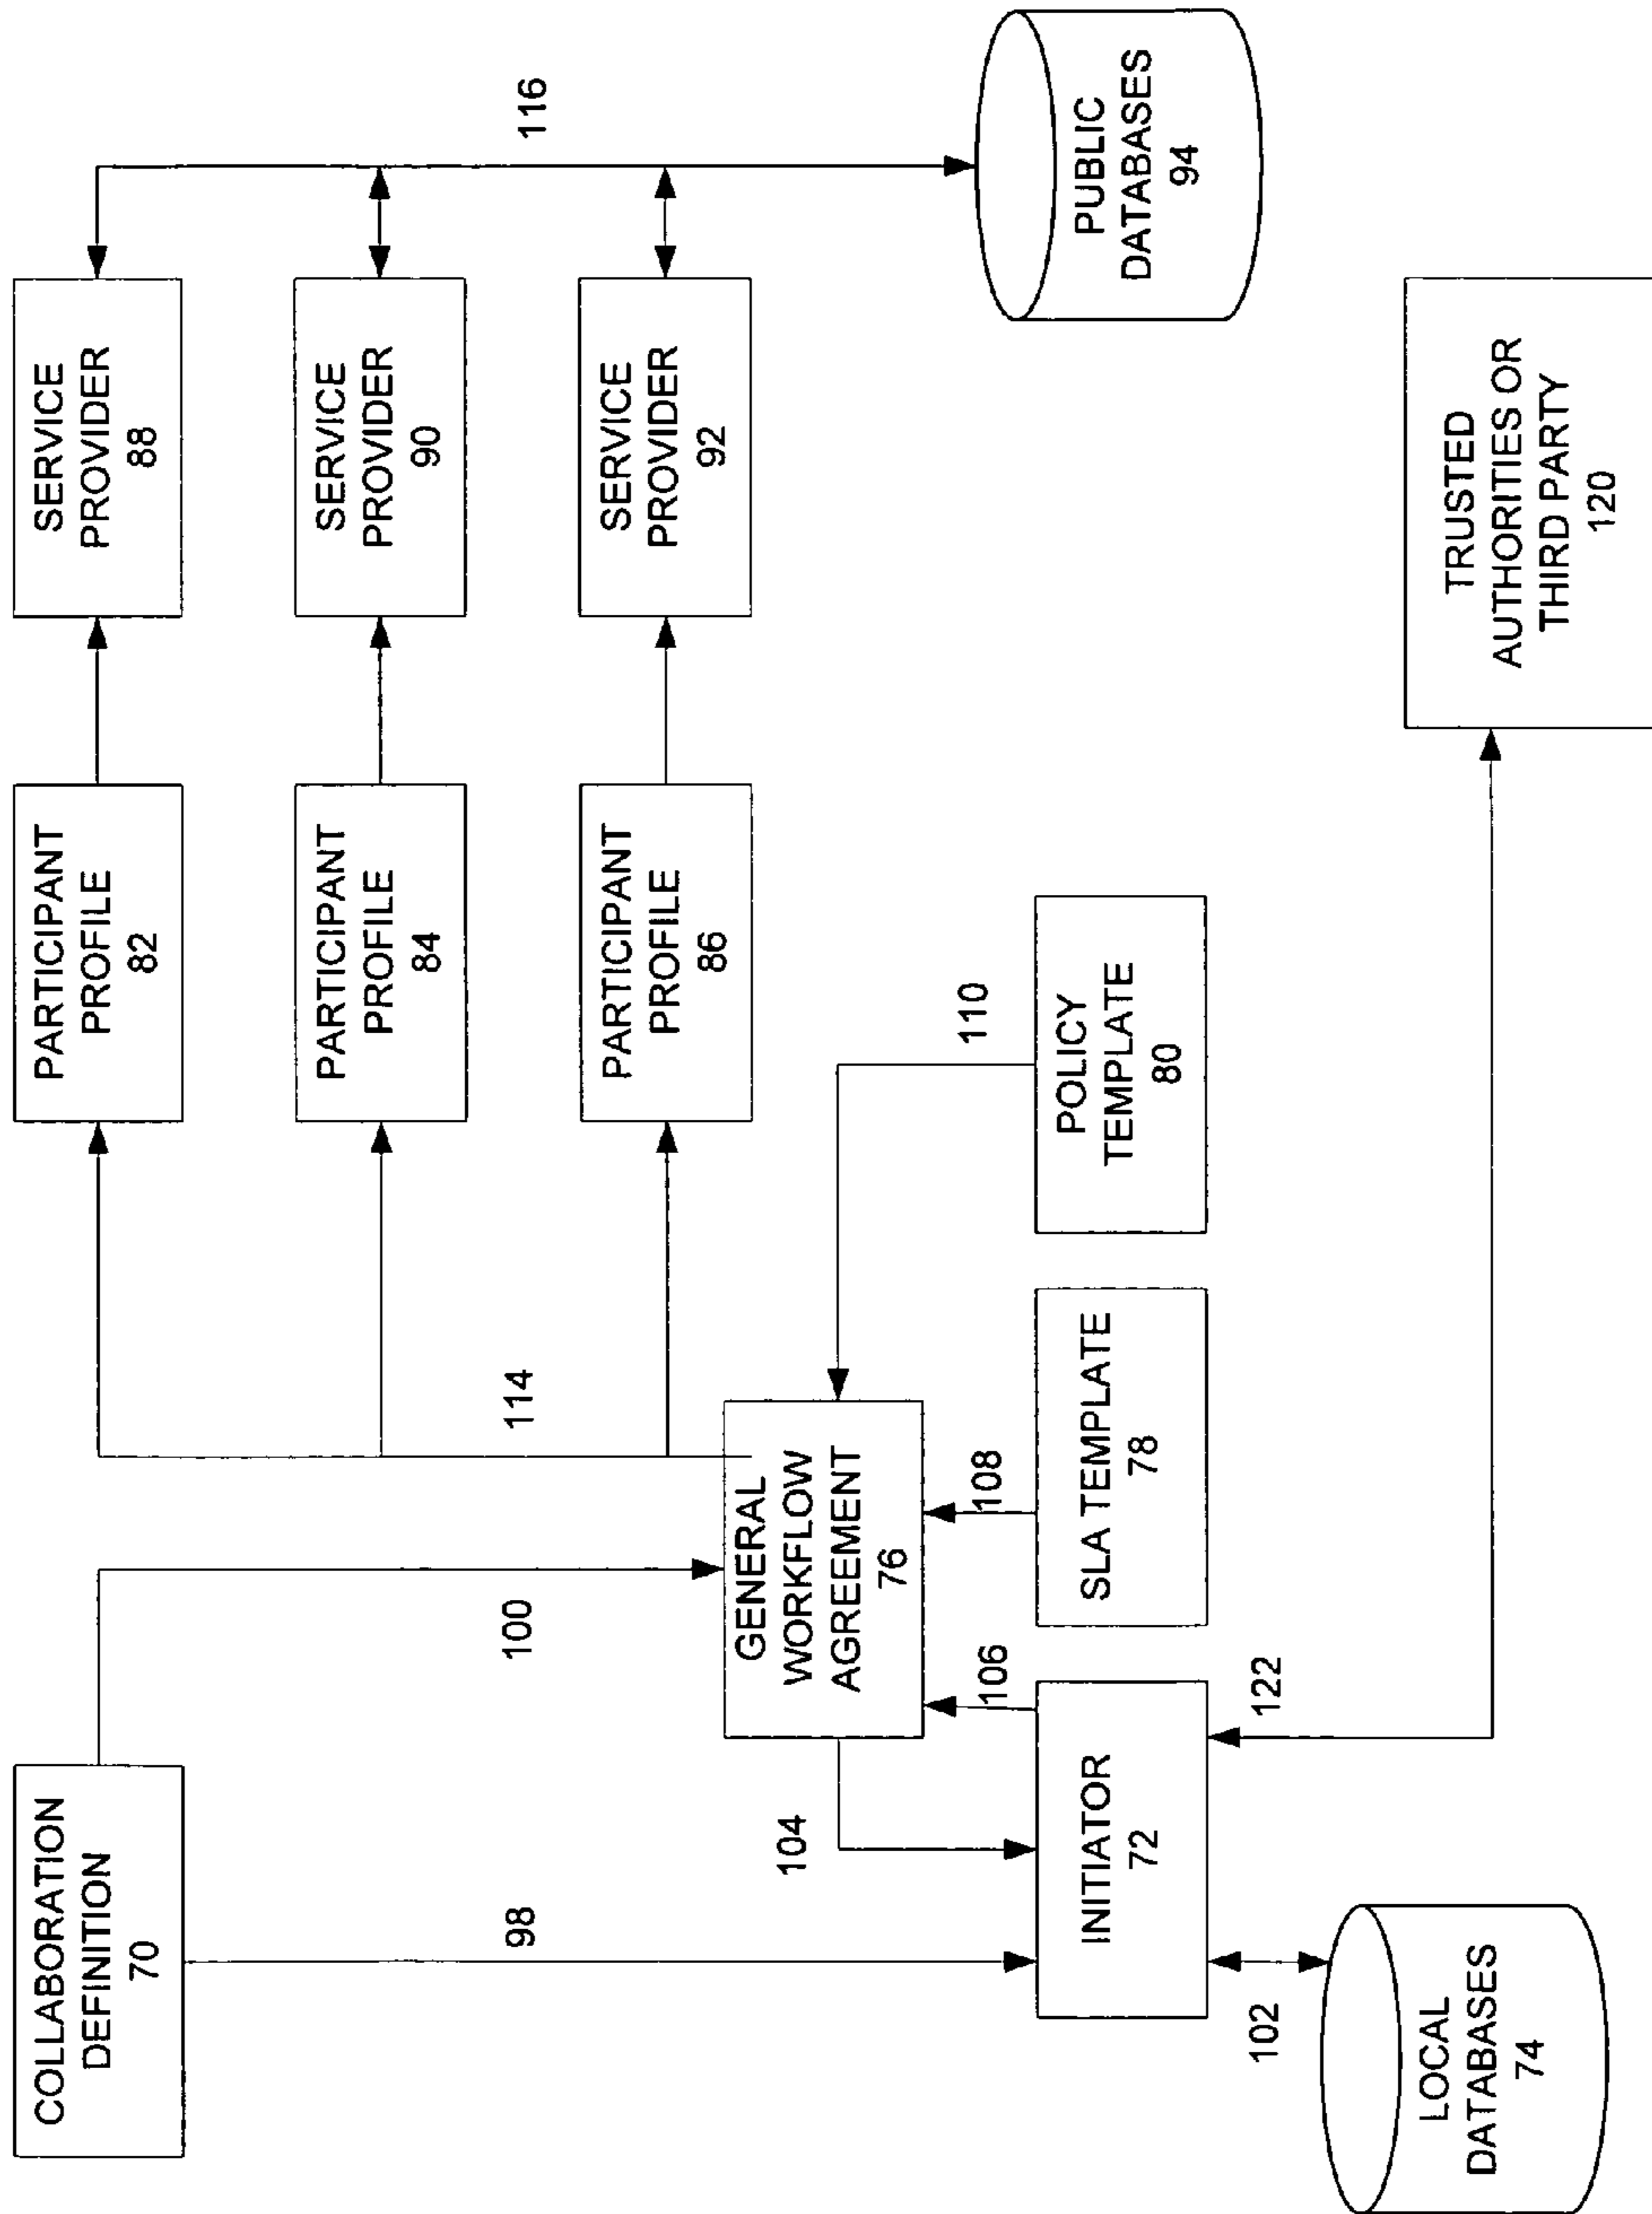 COLLABORATION
DEFINITION
70
PARTICIPANT
PROFILE
82
SERVICE
PROVIDER
88
PARTICIPANT
PROFILE
84
SERVICE
PROVIDER
90
98
100
114
116
PARTICIPANT
PROFILE
86
SERVICE
PROVIDER
92
GENERAL
WORKFLOW
AGREEMENT
76
104
106
108
110
INITIATOR
72
SLA TEMPLATE
78
POLICY
TEMPLATE
80
PUBLIC
DATABASES
94
102
122
LOCAL
DATABASES
74
TRUSTED
AUTHORITIES OR
THIRD PARTY
120